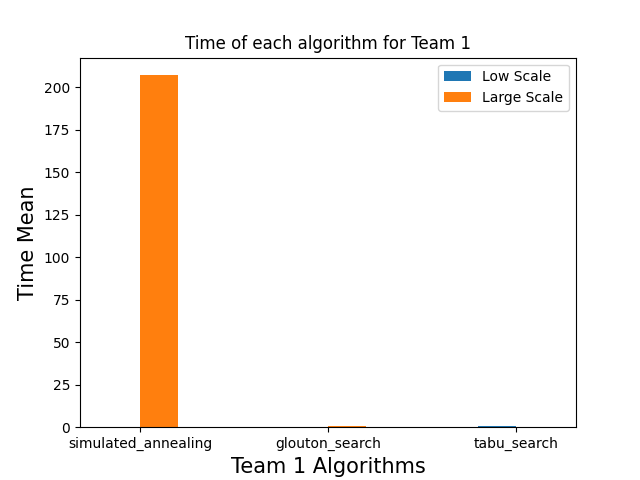 Time of each algorithm for Team 1
Low Scale
Large Scale
Time Mean
200
175
150
125
100
75
50
25
0
simulated_annealing glouton_search tabu_search
Team 1 Algorithms